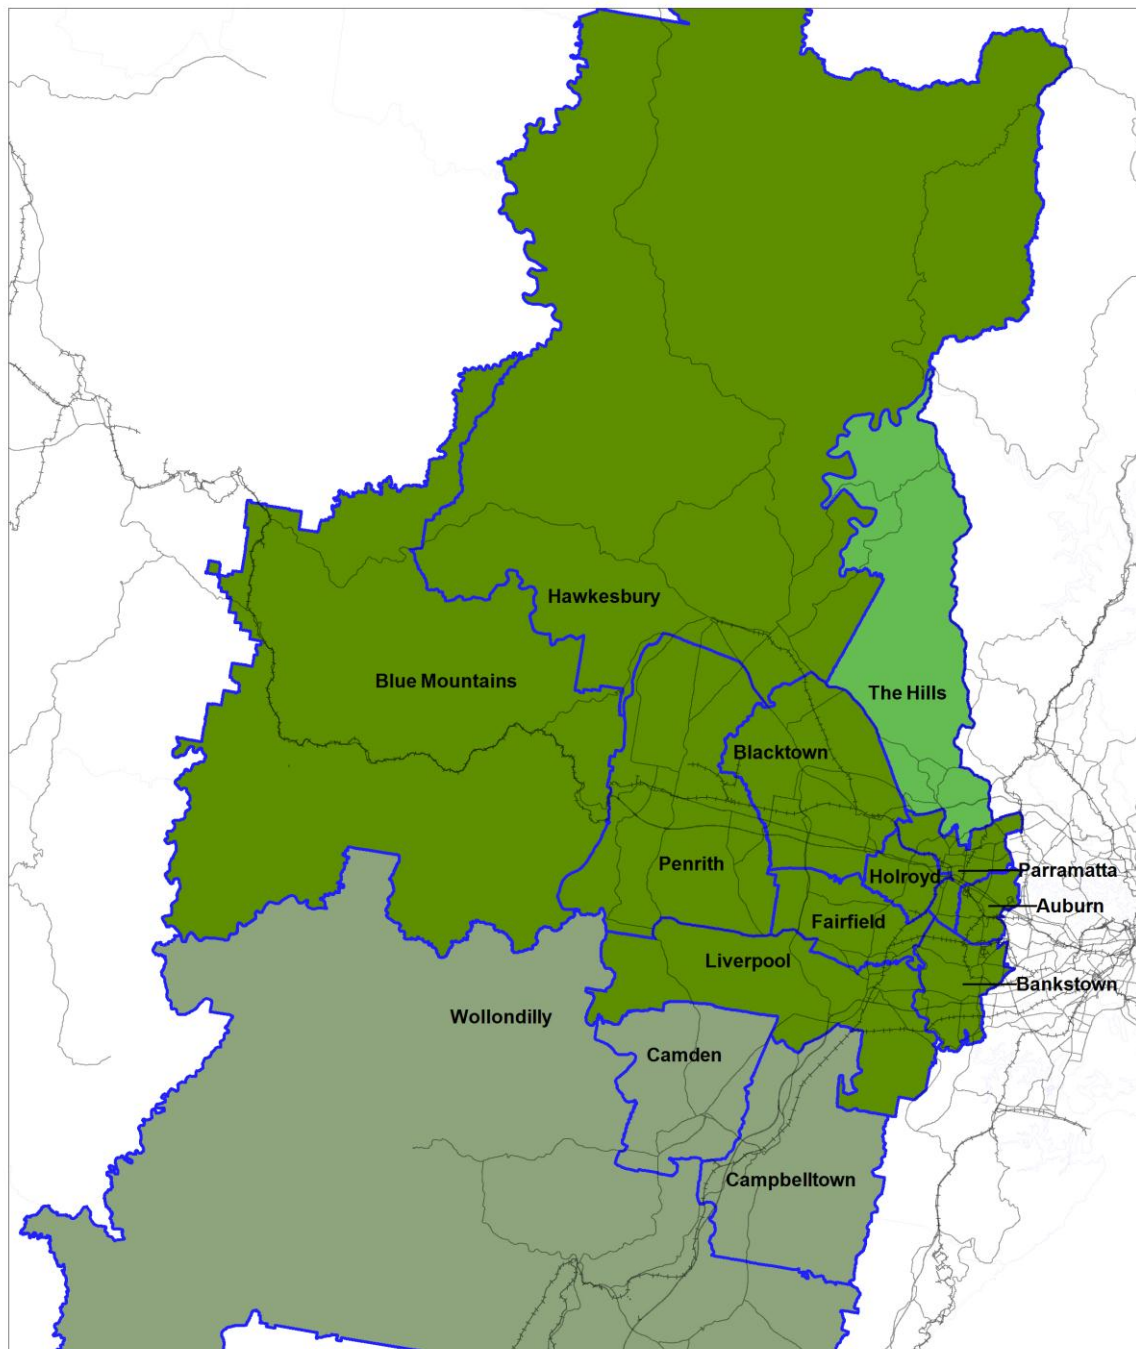 Hawkesbury
Blue Mountains
The Hills
Blacktown
Penrith
Holroyd
Parramatta
Auburn
Fairfield
Liverpool
Bankstown
Wollondilly
Camden
Campbelltown